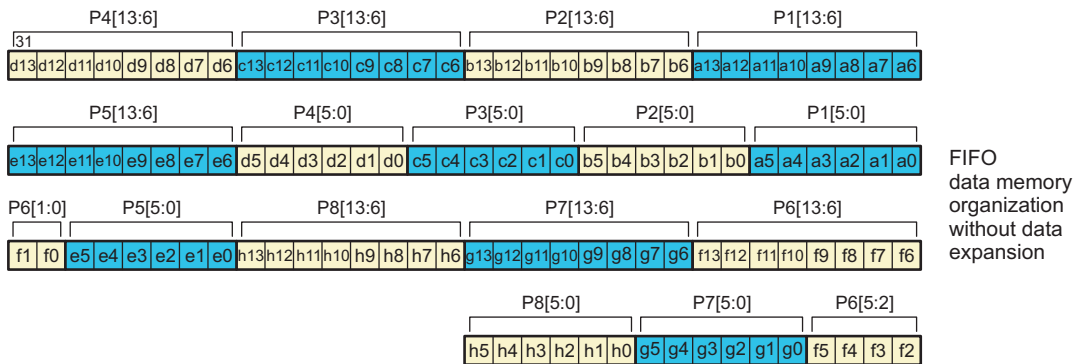 P4[13:6] P3[13:6] P2[13:6] P1[13:6]
31
d13 d12 d11 d10 d9 d8 d7 d6 c13 c12 c11 c10 c9 c8 c7 c6 b13 b12 b11 b10 b9 b8 b7 b6 a13 a12 a11 a10 a9 a8 a7 a6
P5[13:6] P4[5:0] P3[5:0] P2[5:0] P1[5:0]
e13 e12 e11 e10 e9 e8 e7 e6 d5 d4 d3 d2 d1 d0 c5 c4 c3 c2 c1 c0 b5 b4 b3 b2 b1 b0 a5 a4 a3 a2 a1 a0
P6[1:0] P5[5:0] P8[13:6] P7[13:6] P6[13:6]
f1 f0 e5 e4 e3 e2 e1 e0 h13 h12 h11 h10 h9 h8 h7 h6 g13 g12 g11 g10 g9 g8 g7 g6 f13 f12 f11 f10 f9 f8 f7 f6
P8[5:0] P7[5:0] P6[5:2]
h5 h4 h3 h2 h1 h0 g5 g4 g3 g2 g1 g0 f5 f4 f3 f2
FIFO
data memory
organization
without data
expansion